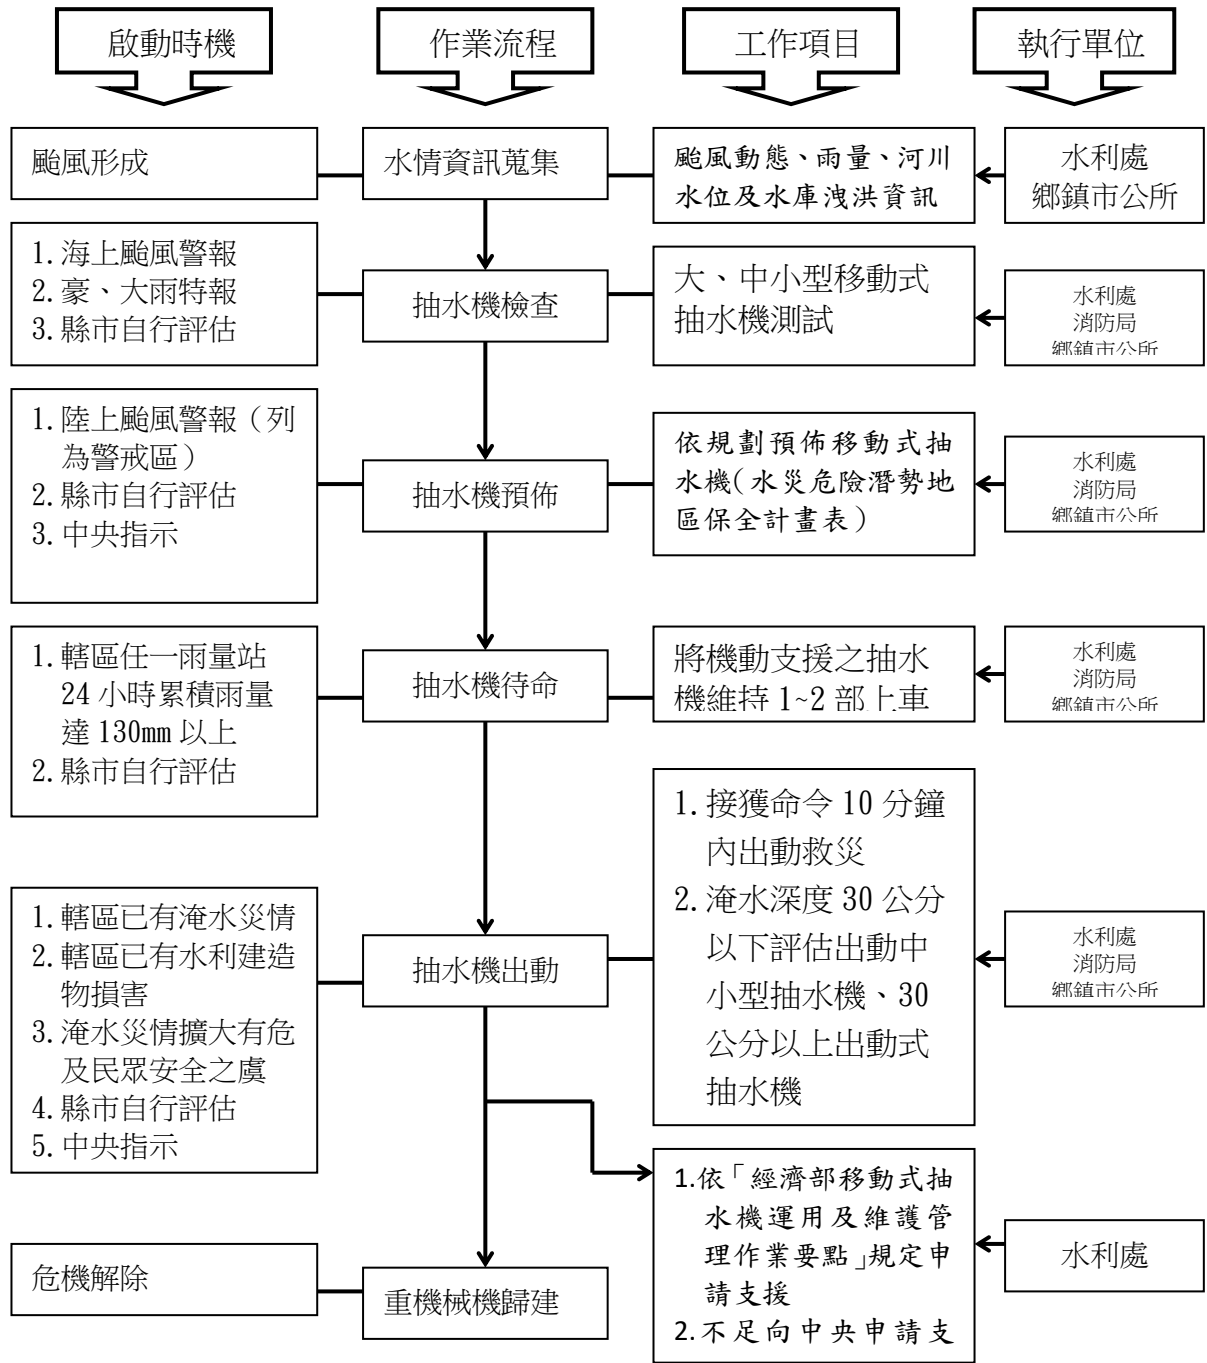 啟動時機
作業流程
工作項目
執行單位
颱風形成
水情資訊蒐集
颱風動態、雨量、河川
水位及水庫洩洪資訊
水利處
鄉鎮市公所
1.海上颱風警報
2.豪、大雨特報
3.縣市自行評估
抽水機檢查
大、中小型移動式
抽水機測試
水利處
消防局
鄉鎮市公所
1.陸上颱風警報（列
為警戒區）
2.縣市自行評估
3.中央指示
抽水機預佈
依規劃預佈移動式抽
水機(水災危險潛勢地
區保全計畫表）
水利處
消防局
鄉鎮市公所
1.轄區任一雨量站
24小時累積雨量
達130mm以上
2.縣市自行評估
抽水機待命
將機動支援之抽水
機維持1~2部上車
水利處
消防局
鄉鎮市公所
1.轄區已有淹水災情
2.轄區已有水利建造
物損害
3.淹水災情擴大有危
及民眾安全之虞
4.縣市自行評估
5.中央指示
抽水機出動
1.接獲命令10分鐘
內出動救災
2.淹水深度30公分
以下評估出動中
小型抽水機、30
公分以上出動式
抽水機
水利處
消防局
鄉鎮市公所
1.依「經濟部移動式抽
水機運用及維護管
理作業要點」規定申
請支援
2.不足向中央申請支
水利處
危機解除
重機械機歸建